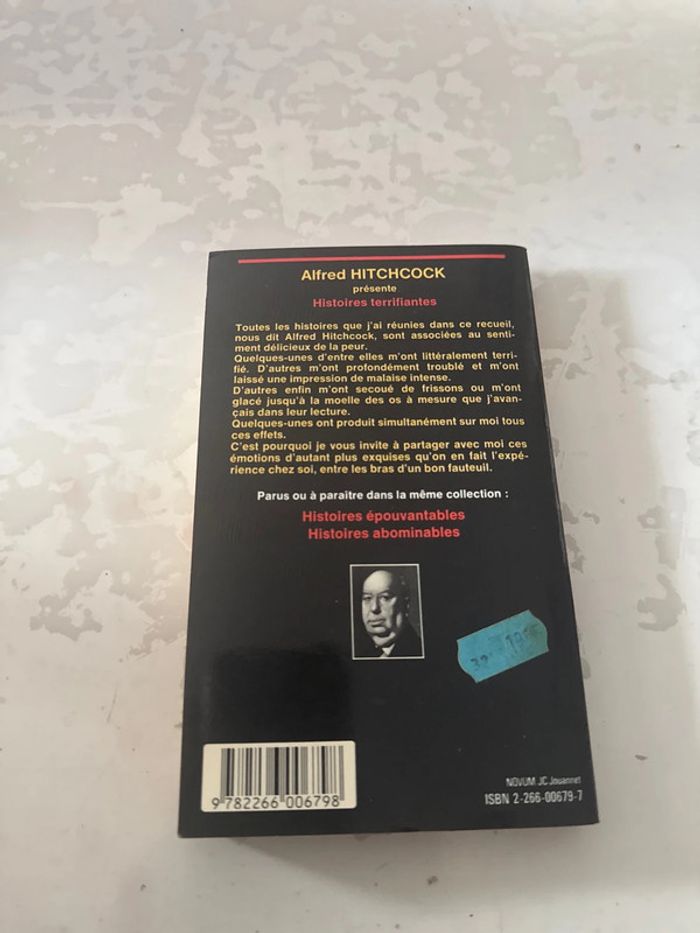 Alfred HITCHCOCK
présente
Histoires terrifiantes
Toutes les histoires que j'ai réunies dans ce recueil,
nous dit Alfred Hitchcock, sont associées au senti-
ment délicieux de la peur.
Quelques-unes d'entre elles m'ont littéralement terri-
fié. D'autres m'ont profondément troublé et m'ont
laissé une impression de malaise intense.
D'autres enfin m'ont secoué de frissons ou m'ont
glacé jusqu'à la moelle des os à mesure que j'avan-
çais dans leur lecture.
Quelques-unes ont produit simultanément sur moi tous
ces effets.
C'est pourquoi je vous invite à partager avec moi ces
émotions d'autant plus exquises qu'on en fait l'expé-
rience chez soi, entre les bras d'un bon fauteuil.
Parus ou à paraître dans la même collection :
Histoires épouvantables
Histoires abominables
9 782266 006798
NOVUM JC Jouannet
ISBN 2-266-00679-7